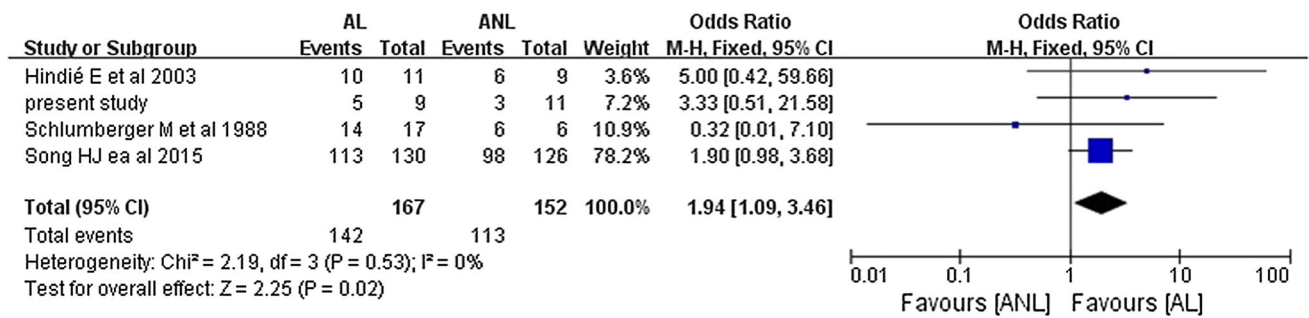 AL ANL Odds Ratio Odds Ratio
Study or Subgroup Events Total Events Total Weight M-H, Fixed, 95% CI M-H, Fixed, 95% CI
Hindié E et al 2003 10 11 6 9 3.6% 5.00 [0.42, 59.66]
present study 5 9 3 11 7.2% 3.33 [0.51, 21.58]
Schlumberger M et al 1988 14 17 6 6 10.9% 0.32 [0.01, 7.10]
Song HJ ea al 2015 113 130 98 126 78.2% 1.90 [0.98, 3.68]
Total (95% CI) 167 152 100.0% 1.94 [1.09, 3.46]
Total events 142 113
Heterogeneity: Chi² = 2.19, df = 3 (P = 0.53); I² = 0%
Test for overall effect: Z = 2.25 (P = 0.02)
0.01 0.1 1 10 100
Favours [ANL] Favours [AL]